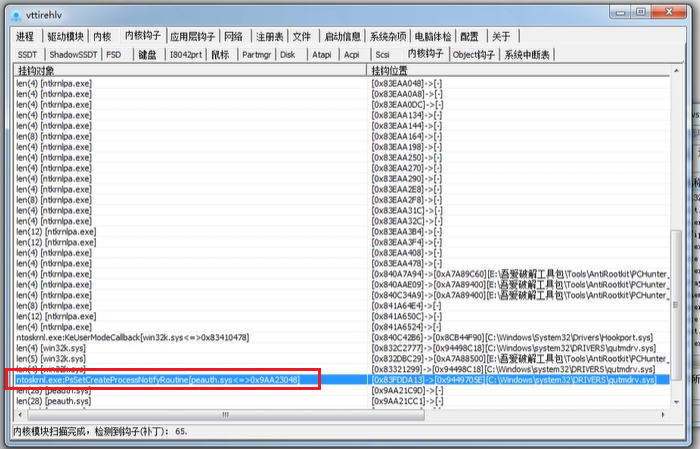 vttirehlv
进程 驱动模块 内核 内核钩子 应用层钩子 网络 注册表 文件 启动信息 系统杂项 电脑体检 配置 关于
SSDT ShadowSSDT FSD 键盘 I8042prt 鼠标 Partmgr Disk Atapi Acpi Scsi 内核钩子 Object钩子 系统中断表
挂钩对象 挂钩位置
len(4) [ntkrnlpa.exe] [0x83EAA048]->[-]
len(4) [ntkrnlpa.exe] [0x83EAA0A8]->[-]
len(4) [ntkrnlpa.exe] [0x83EAA0DC]->[-]
len(4) [ntkrnlpa.exe] [0x83EAA134]->[-]
len(4) [ntkrnlpa.exe] [0x83EAA144]->[-]
len(8) [ntkrnlpa.exe] [0x83EAA164]->[-]
len(4) [ntkrnlpa.exe] [0x83EAA198]->[-]
len(4) [ntkrnlpa.exe] [0x83EAA250]->[-]
len(4) [ntkrnlpa.exe] [0x83EAA270]->[-]
len(4) [ntkrnlpa.exe] [0x83EAA290]->[-]
len(4) [ntkrnlpa.exe] [0x83EAA2E8]->[-]
len(8) [ntkrnlpa.exe] [0x83EAA2F8]->[-]
len(4) [ntkrnlpa.exe] [0x83EAA31C]->[-]
len(4) [ntkrnlpa.exe] [0x83EAA32C]->[-]
len(12) [ntkrnlpa.exe] [0x83EAA3B4]->[-]
len(12) [ntkrnlpa.exe] [0x83EAA3F4]->[-]
len(4) [ntkrnlpa.exe] [0x83EAA408]->[-]
len(4) [ntkrnlpa.exe] [0x83EAA478]->[-]
len(4) [ntkrnlpa.exe] [0x840A7A94]->[0xA7A89C60][E:\吾爱破解工具包\Tools\AntiRootkit\PCHunter_
len(4) [ntkrnlpa.exe] [0x840AAE09]->[0xA7A89400][E:\吾爱破解工具包\Tools\AntiRootkit\PCHunter_
len(4) [ntkrnlpa.exe] [0x840C34A9]->[0xA7A89400][E:\吾爱破解工具包\Tools\AntiRootkit\PCHunter_
len(8) [ntkrnlpa.exe] [0x841A64E4]->[-]
len(12) [ntkrnlpa.exe] [0x841A650C]->[-]
len(4) [ntkrnlpa.exe] [0x841A6524]->[-]
ntoskrnl.exe:KeUserModeCallback[win32k.sys<=>0x83410478] [0x840C42B6]->[0x8CB44F90][C:\Windows\System32\Drivers\Hookport.sys]
len(4) [win32k.sys] [0x832C2777]->[0x94498C18][C:\Windows\system32\DRIVERS\qutmdrv.sys]
len(5) [win32k.sys] [0x832DBC29]->[0xA7A88500][E:\吾爱破解工具包\Tools\AntiRootkit\PCHunter_
len(4) [win32k.sys] [0x83321299]->[0x94498C18][C:\Windows\system32\DRIVERS\qutmdrv.sys]
ntoskrnl.exe:PsSetCreateProcessNotifyRoutine[peauth.sys<=>0x9AA23048] [0x83FDDA13]->[0x9449705E][C:\Windows\system32\DRIVERS\qutmdrv.sys]
len(28) [peauth.sys] [0x9AA21C9D]->[-]
len(28) [peauth.sys] [0x9AA21CC1]->[-]
内核模块扫描完成，检测到钩子(补丁)： 65.